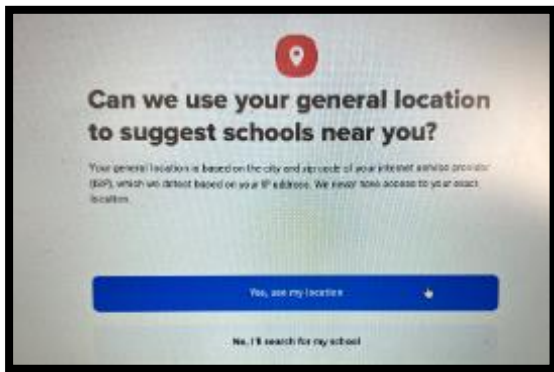 Can we use your general location
to suggest schools near you?
Your general location is based on the city and zip code of your internet service provider
(ISP), which we detect based on your IP address. We never have access to your exact
location.
Yes, use my location
No, I'll search for my school